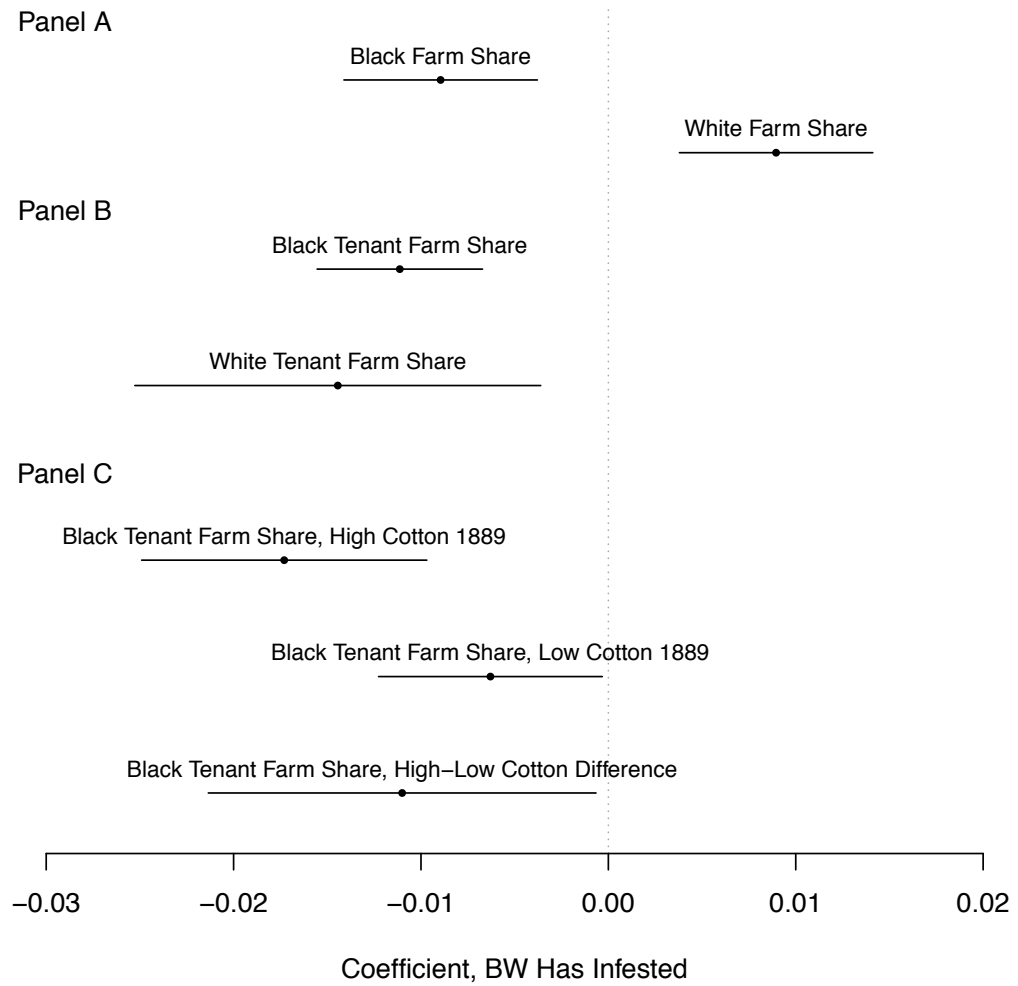 Panel A
Black Farm Share
White Farm Share
Panel B
Black Tenant Farm Share
White Tenant Farm Share
Panel C
Black Tenant Farm Share, High Cotton 1889
Black Tenant Farm Share, Low Cotton 1889
Black Tenant Farm Share, High−Low Cotton Difference
−0.03 −0.02 −0.01 0.00 0.01 0.02
Coefficient, BW Has Infested